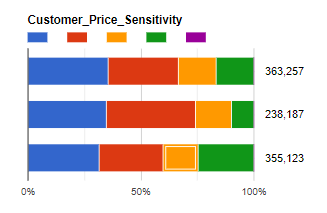 Customer_Price_Sensitivity
363,257
238,187
355,123
0% 50% 100%